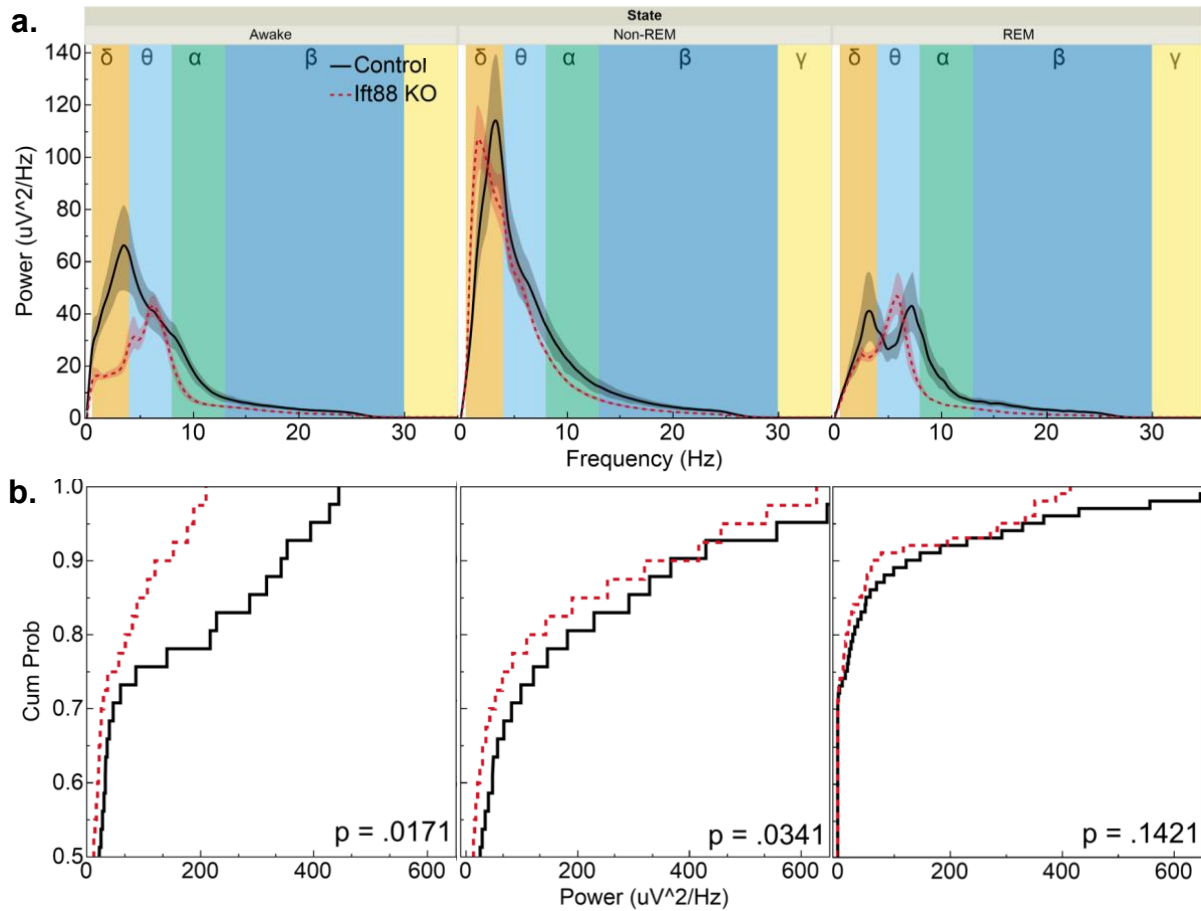 a.
State
Awake Non-REM REM
δ θ α β δ θ α β γ δ θ α β γ
Control
Ift88 KO
Power (uV^2/Hz)
140
120
100
80
60
40
20
0
0 10 20 30 0 10 20 30 0 10 20 30
Frequency (Hz)
b.
Cum Prob
1.0
0.9
0.8
0.7
0.6
0.5
p = .0171 p = .0341 p = .1421
0 200 400 600 0 200 400 600 0 200 400 600
Power (uV^2/Hz)